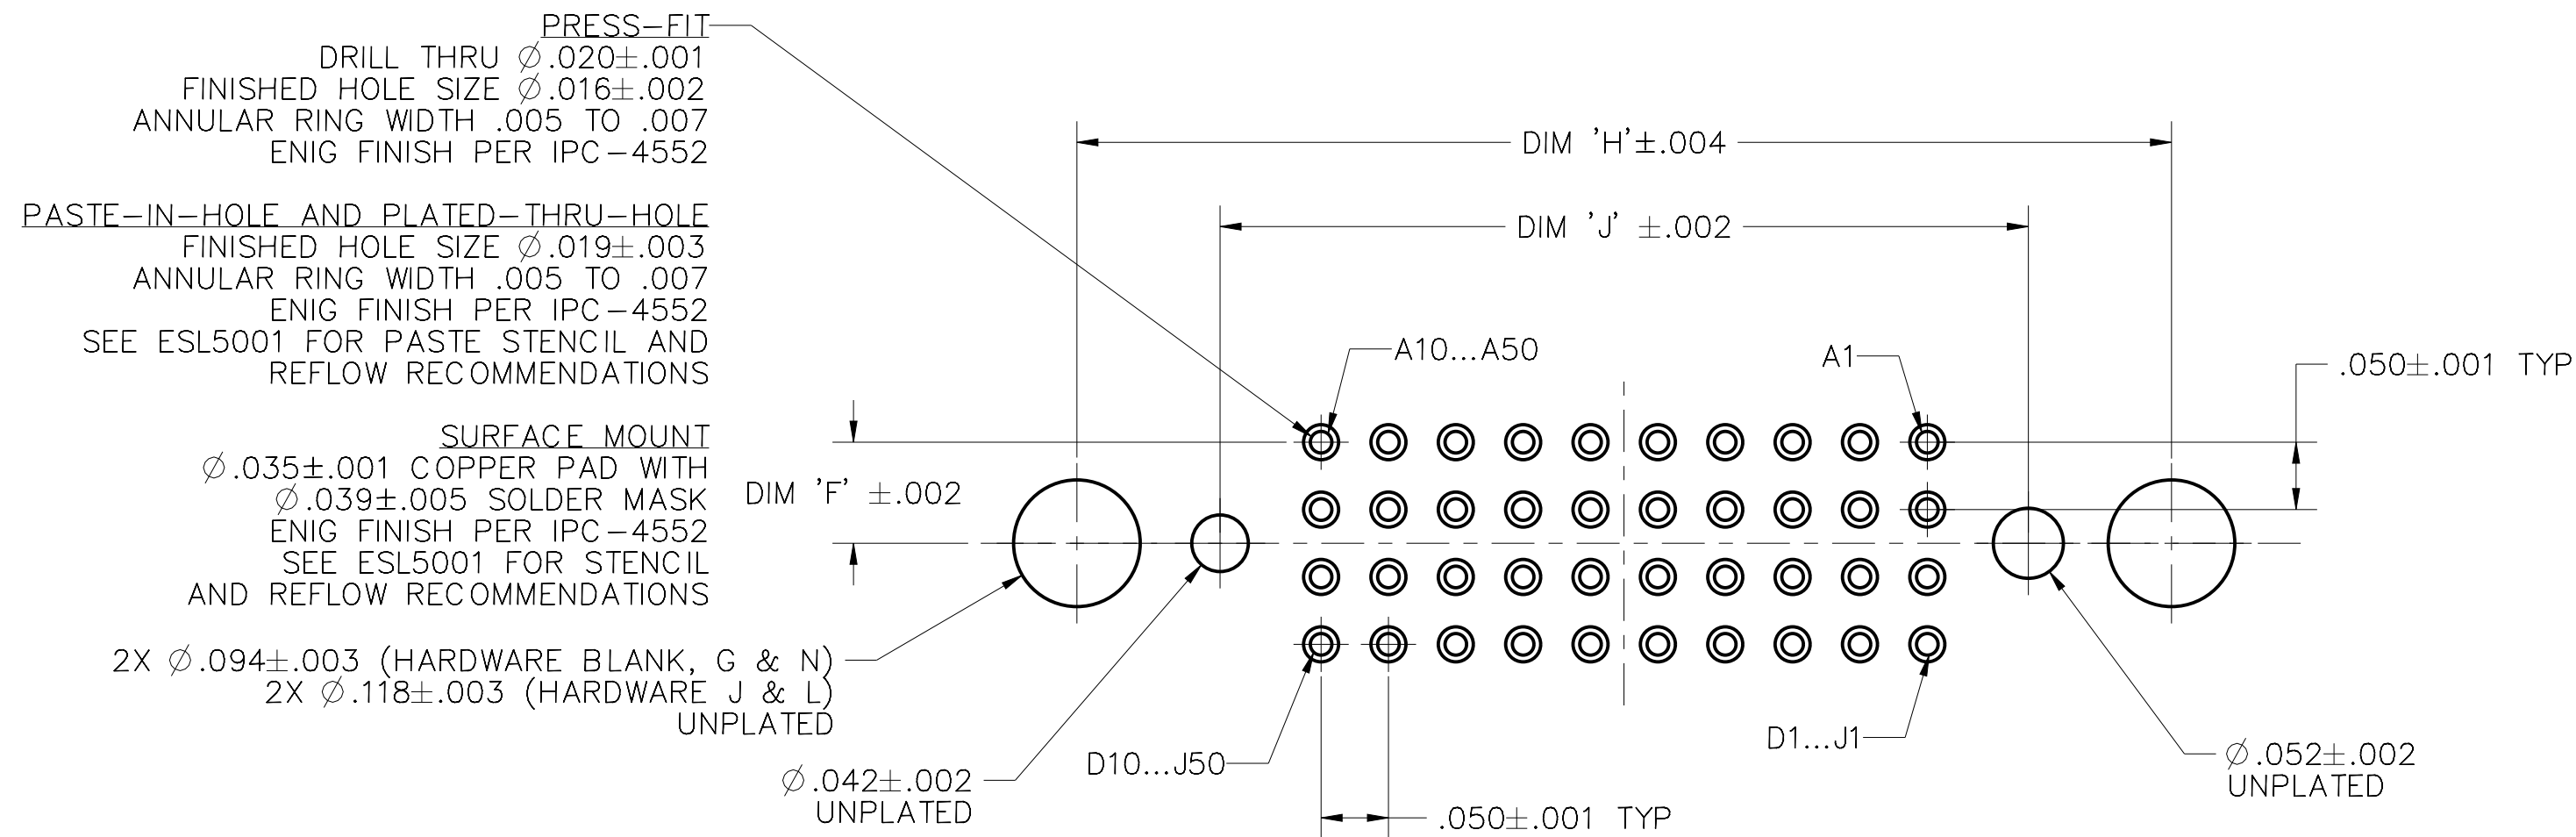 PRESS-FIT
DRILL THRU ∅.020±.001
FINISHED HOLE SIZE ∅.016±.002
ANNULAR RING WIDTH .005 TO .007
ENIG FINISH PER IPC-4552
PASTE-IN-HOLE AND PLATED-THRU-HOLE
FINISHED HOLE SIZE ∅.019±.003
ANNULAR RING WIDTH .005 TO .007
ENIG FINISH PER IPC-4552
SEE ESL5001 FOR PASTE STENCIL AND
REFLOW RECOMMENDATIONS
SURFACE MOUNT
∅.035±.001 COPPER PAD WITH
∅.039±.005 SOLDER MASK
ENIG FINISH PER IPC-4552
SEE ESL5001 FOR STENCIL
AND REFLOW RECOMMENDATIONS
2X ∅.094±.003 (HARDWARE BLANK, G & N)
2X ∅.118±.003 (HARDWARE J & L)
UNPLATED
∅.042±.002
UNPLATED
DIM 'F' ±.002
DIM 'H'±.004
DIM 'J' ±.002
A10...A50
A1
.050±.001 TYP
D10...J50
D1...J1
.050±.001 TYP
∅.052±.002
UNPLATED